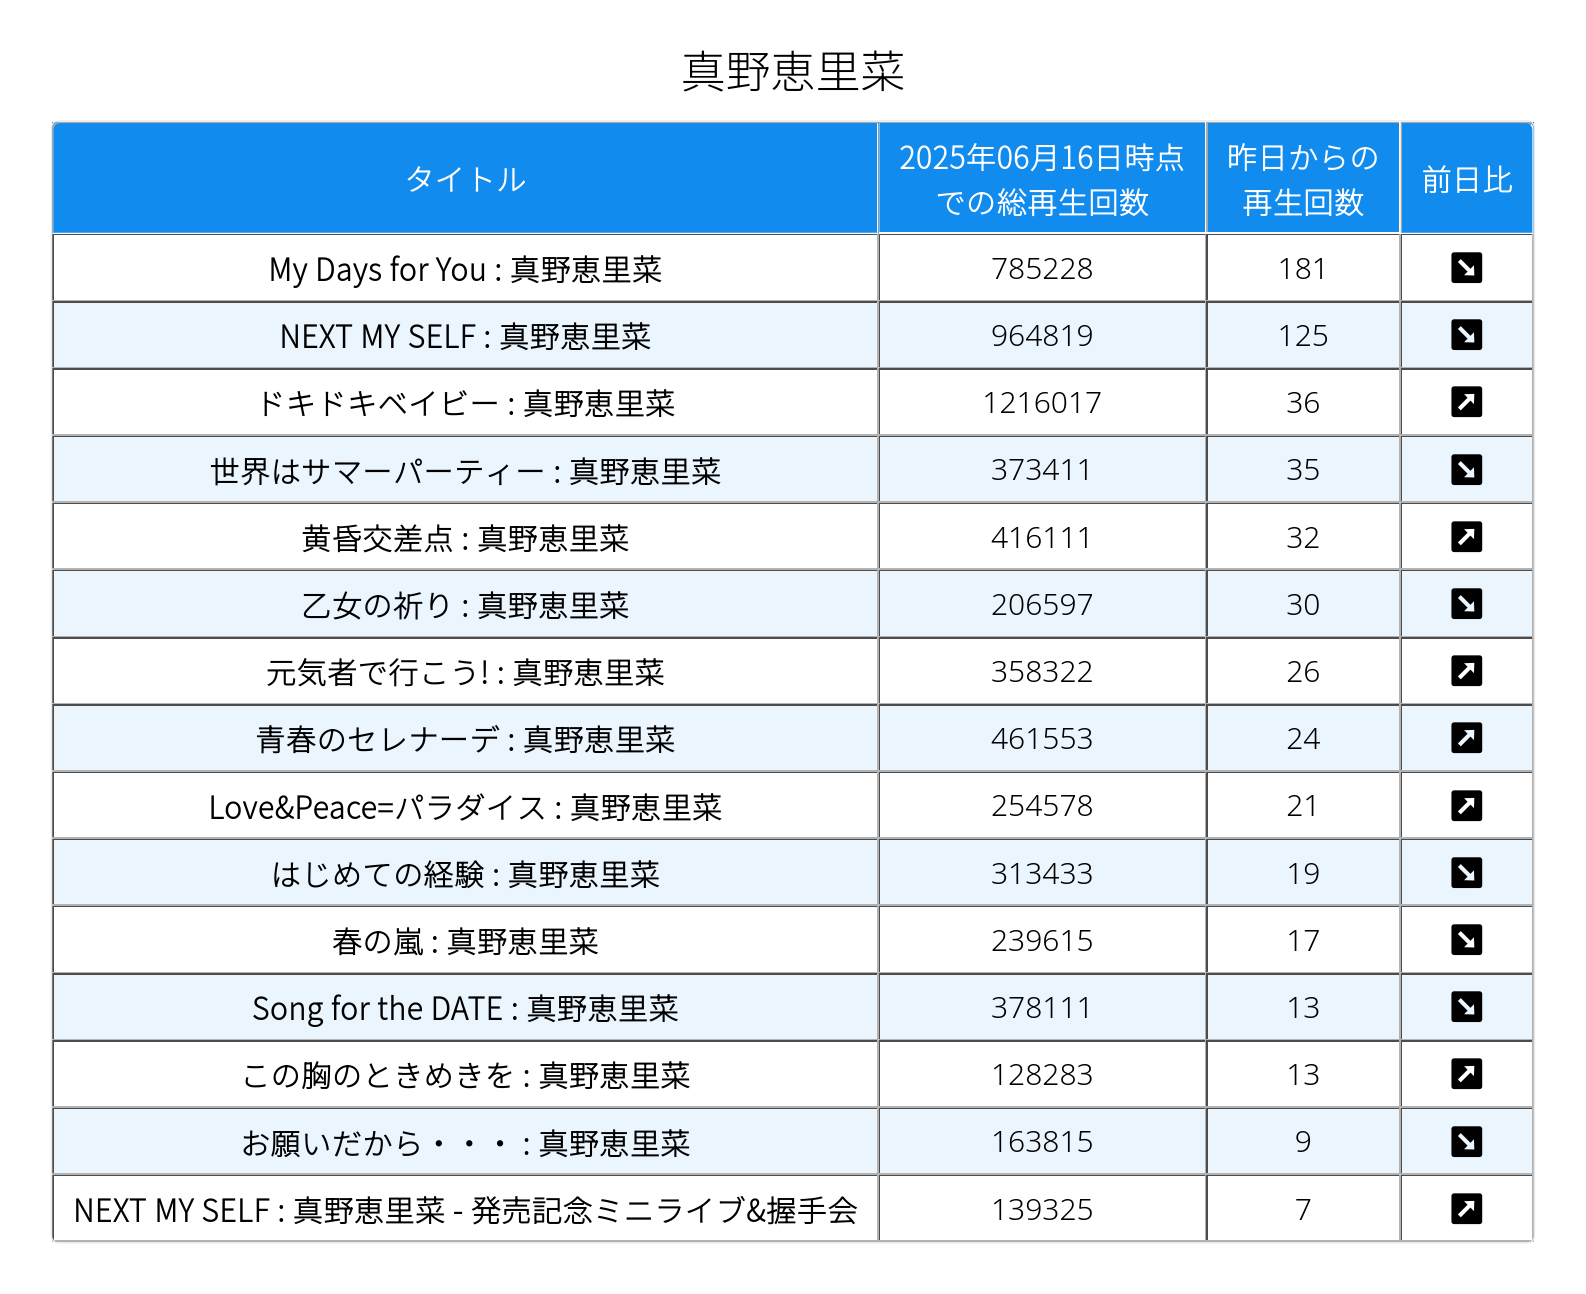 真野恵里菜
タイトル 2025年06月16日時点での総再生回数 昨日からの再生回数 前日比
My Days for You : 真野恵里菜 785228 181 ↘
NEXT MY SELF : 真野恵里菜 964819 125 ↘
ドキドキベイビー : 真野恵里菜 1216017 36 ↗
世界はサマーパーティー : 真野恵里菜 373411 35 ↘
黄昏交差点 : 真野恵里菜 416111 32 ↗
乙女の祈り : 真野恵里菜 206597 30 ↘
元気者で行こう! : 真野恵里菜 358322 26 ↗
青春のセレナーデ : 真野恵里菜 461553 24 ↗
Love&Peace=パラダイス : 真野恵里菜 254578 21 ↗
はじめての経験 : 真野恵里菜 313433 19 ↘
春の嵐 : 真野恵里菜 239615 17 ↘
Song for the DATE : 真野恵里菜 378111 13 ↘
この胸のときめきを : 真野恵里菜 128283 13 ↗
お願いだから・・・ : 真野恵里菜 163815 9 ↘
NEXT MY SELF : 真野恵里菜 - 発売記念ミニライブ&握手会 139325 7 ↗